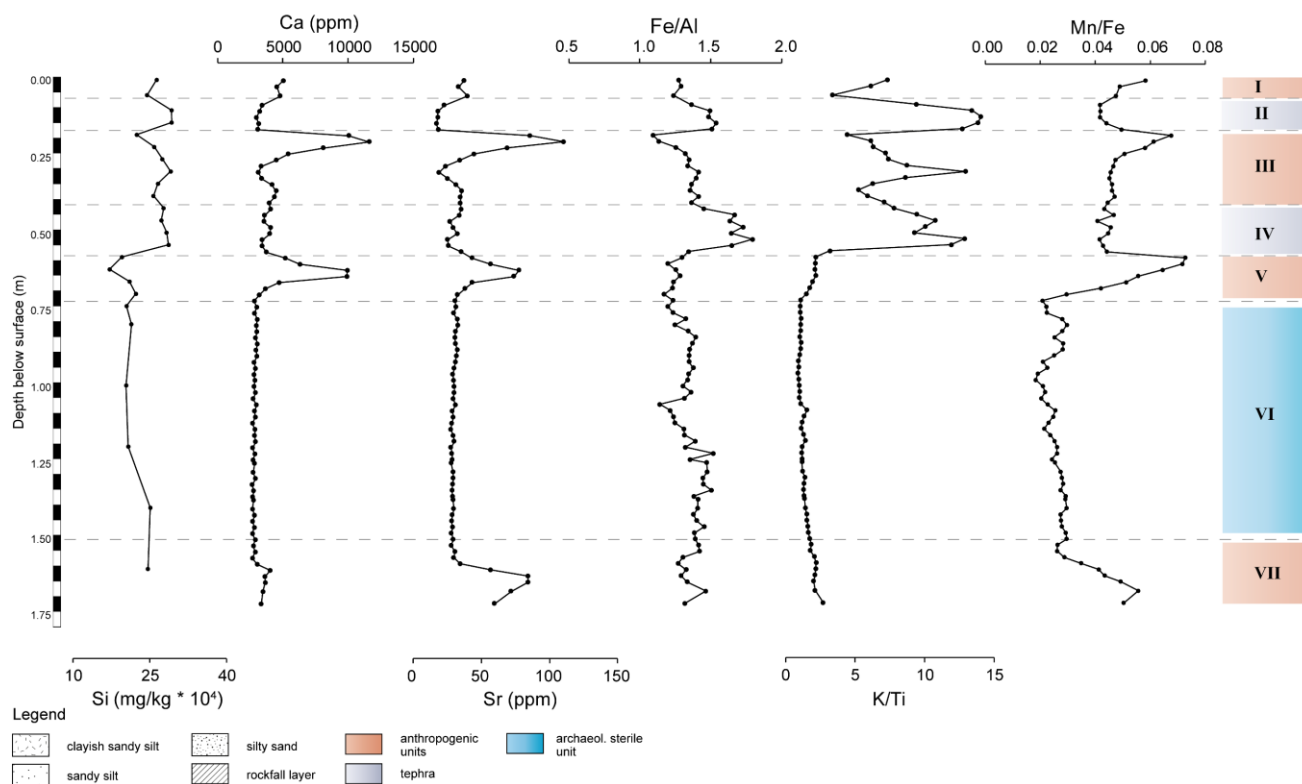 Ca (ppm) Fe/Al Mn/Fe
0 5000 10000 15000 0.5 1.0 1.5 2.0 0.00 0.02 0.04 0.06 0.08
Depth below surface (m)
0.00
0.25
0.50
0.75
1.00
1.25
1.50
1.75
I
II
III
IV
V
VI
VII
10 25 40 0 50 100 150 0 5 10 15
Si (mg/kg * 10⁴) Sr (ppm) K/Ti
Legend
clayish sandy silt
sandy silt
silty sand
rockfall layer
anthropogenic
units
tephra
archaeol. sterile
unit